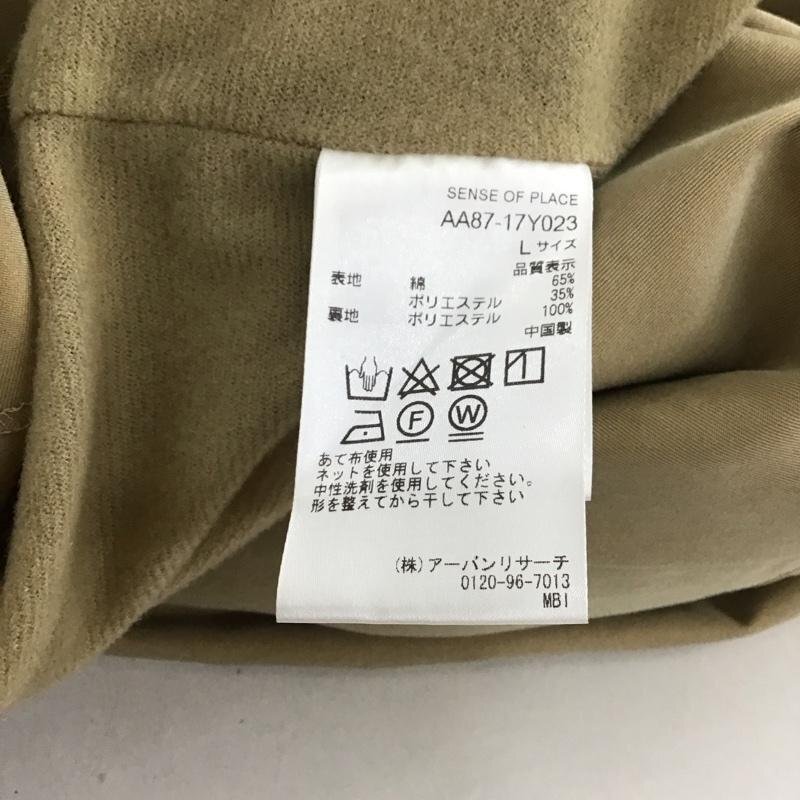 SENSE OF PLACE
AA87-17Y023
L サイズ
品質表示
表地 綿 65%
ポリエステル 35%
裏地 ポリエステル 100%
中国製
F W
あて布使用
ネットを使用して下さい
中性洗剤を使用してください。
形を整えてから干して下さい
(株)アーバンリサーチ
0120-96-7013
MBI